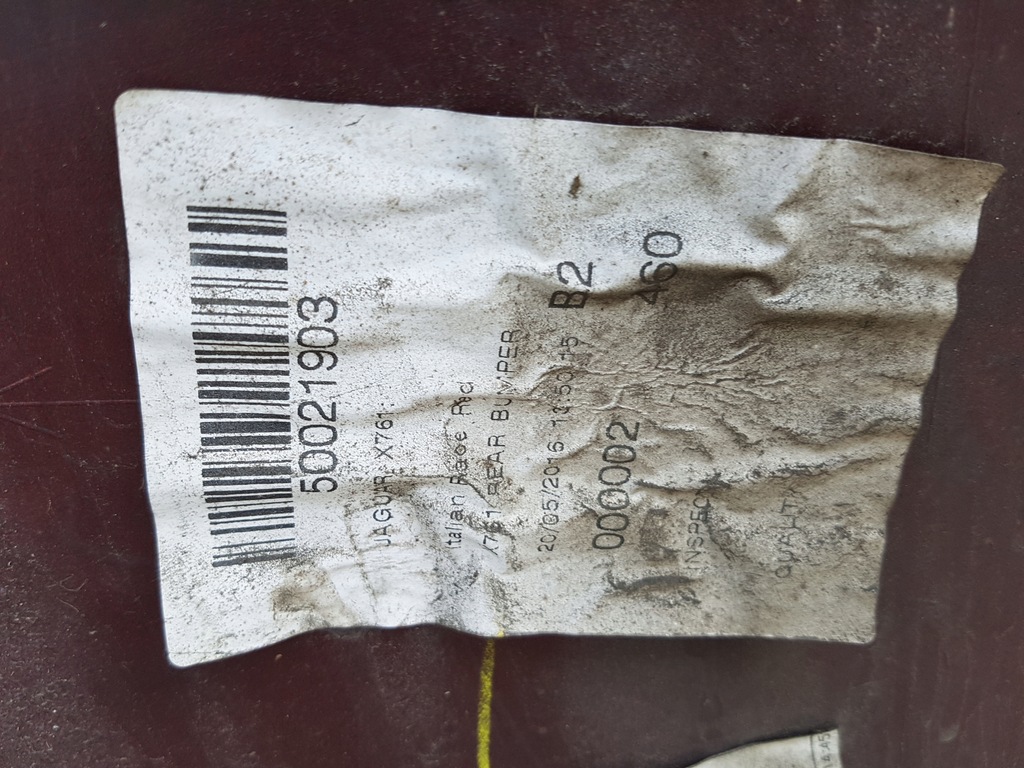 50021903
JAGUAR X761:
Italian Race Red
X761 REAR BUMPER
20/05/2016 13:50:15 B2
000002 460
INSPEC
QUALITY